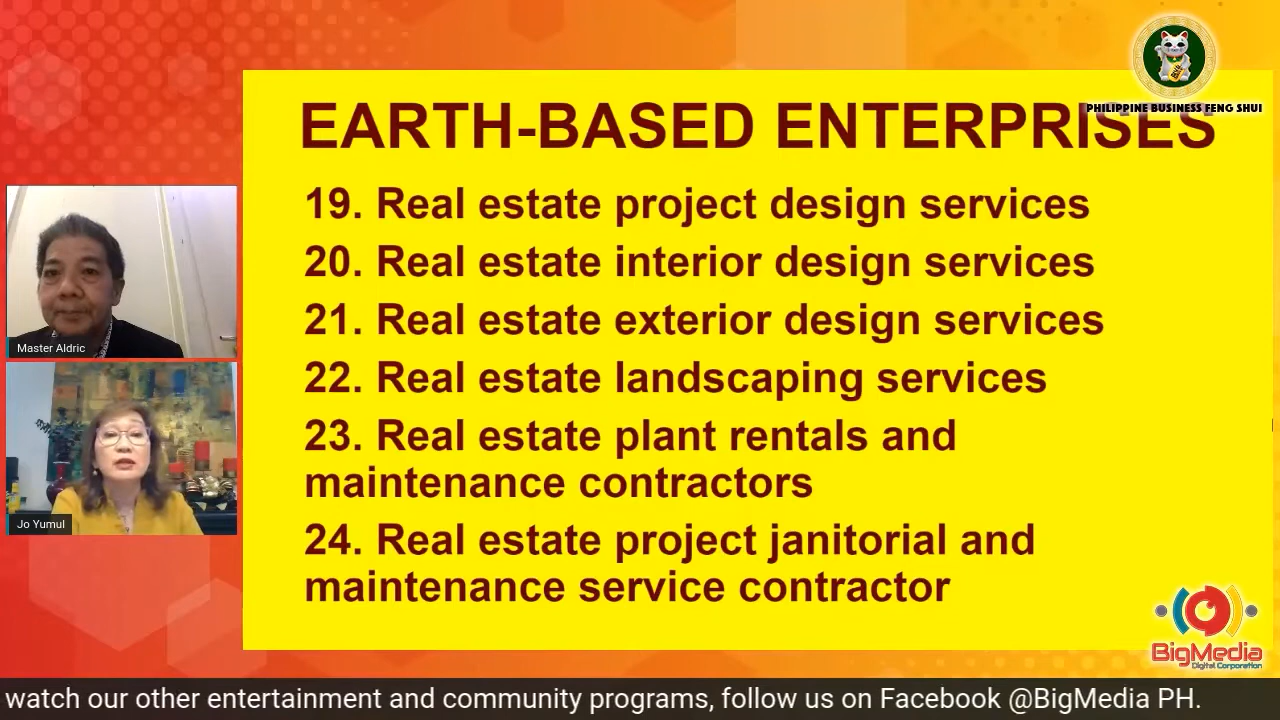 PHILIPPINE BUSINESS FENG SHUI
EARTH-BASED ENTERPRISES
19. Real estate project design services
20. Real estate interior design services
21. Real estate exterior design services
22. Real estate landscaping services
23. Real estate plant rentals and
maintenance contractors
24. Real estate project janitorial and
maintenance service contractor
Master Aldric
Jo Yumul
BigMedia
Digital Corporation
watch our other entertainment and community programs, follow us on Facebook @BigMedia PH.